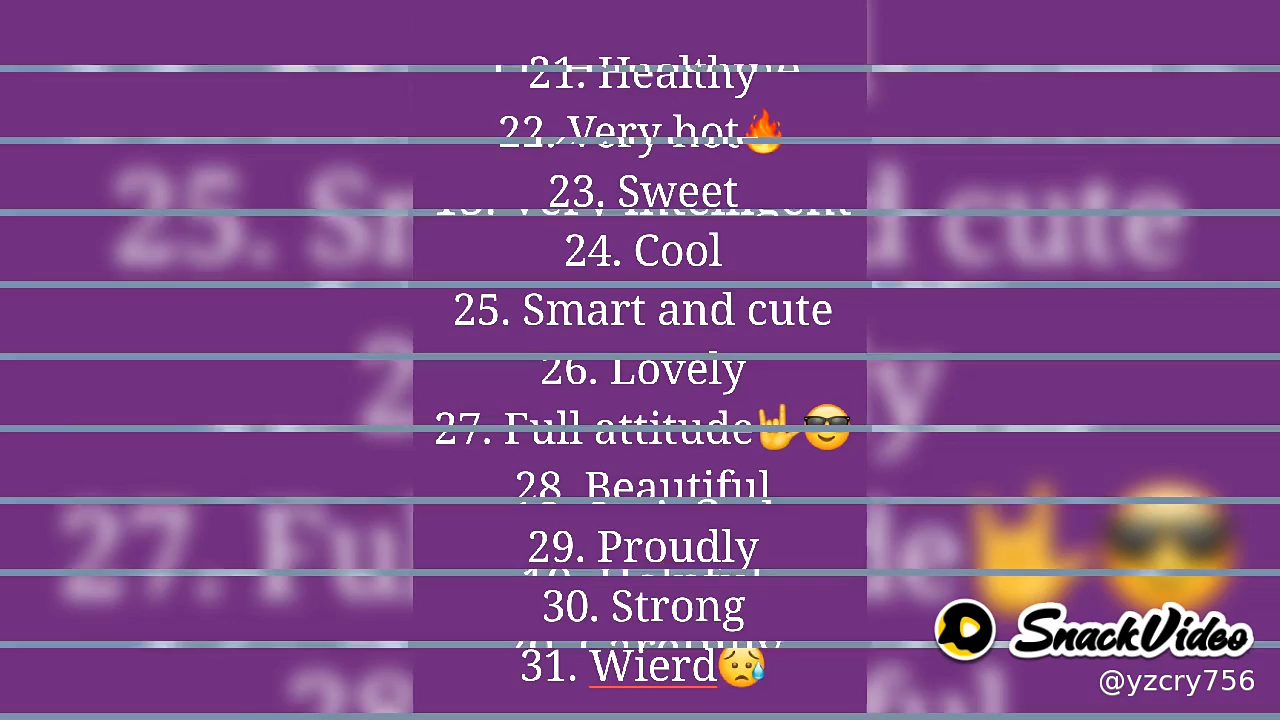 21. Healthy
22. Very hot🔥
23. Sweet
24. Cool
25. Smart and cute
26. Lovely
27. Full attitude🤟😎
28. Beautiful
29. Proudly
30. Strong
31. Wierd😥
SnackVideo
@yzcry756